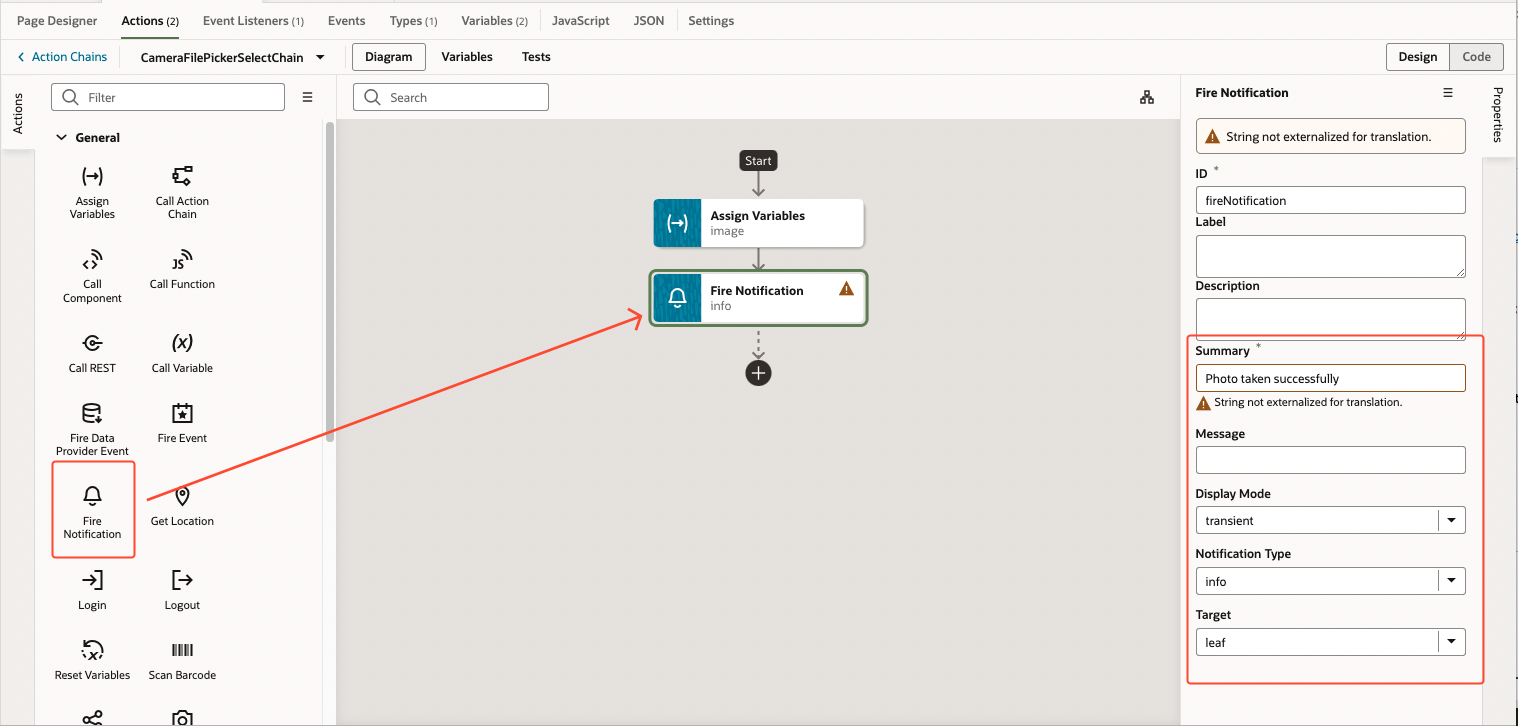 Page Designer
Actions (2)
Event Listeners (1)
Events
Types (1)
Variables (2)
JavaScript
JSON
Settings
Action Chains
CameraFilePickerSelectChain
Diagram
Variables
Tests
Design
Code
Actions
Filter
General
Assign
Variables
Call Action
Chain
Call
Component
JS
Call Function
Call REST
(x)
Call Variable
Fire Data
Provider Event
Fire Event
Fire
Notification
Get Location
Login
Logout
Reset Variables
Scan Barcode
Search
Start
Assign Variables
image
Fire Notification
info
Fire Notification
Properties
String not externalized for translation.
ID *
fireNotification
Label
Description
Summary *
Photo taken successfully
String not externalized for translation.
Message
Display Mode
transient
Notification Type
info
Target
leaf